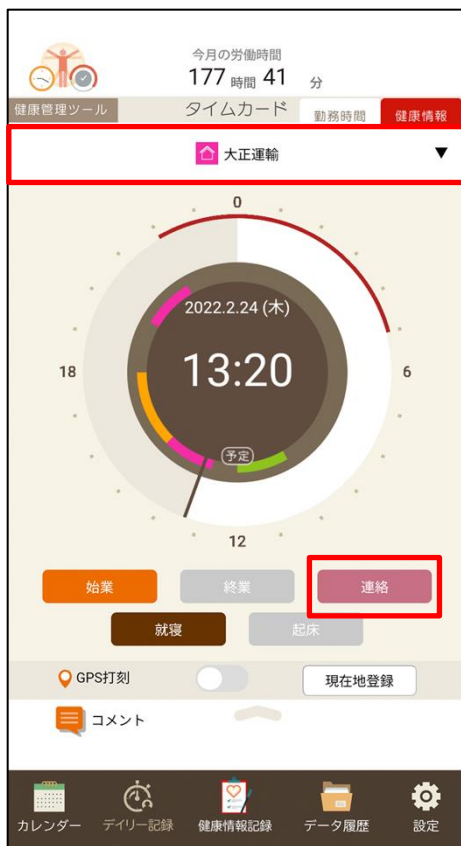 今月の労働時間
177 時間 41 分
健康管理ツール
タイムカード
勤務時間
健康情報
大正運輸 ▼
0
2022.2.24 (木)
13:20
18
6
予定
12
始業
終業
連絡
就寝
起床
GPS打刻
現在地登録
コメント
カレンダー
デイリー記録
健康情報記録
データ履歴
設定